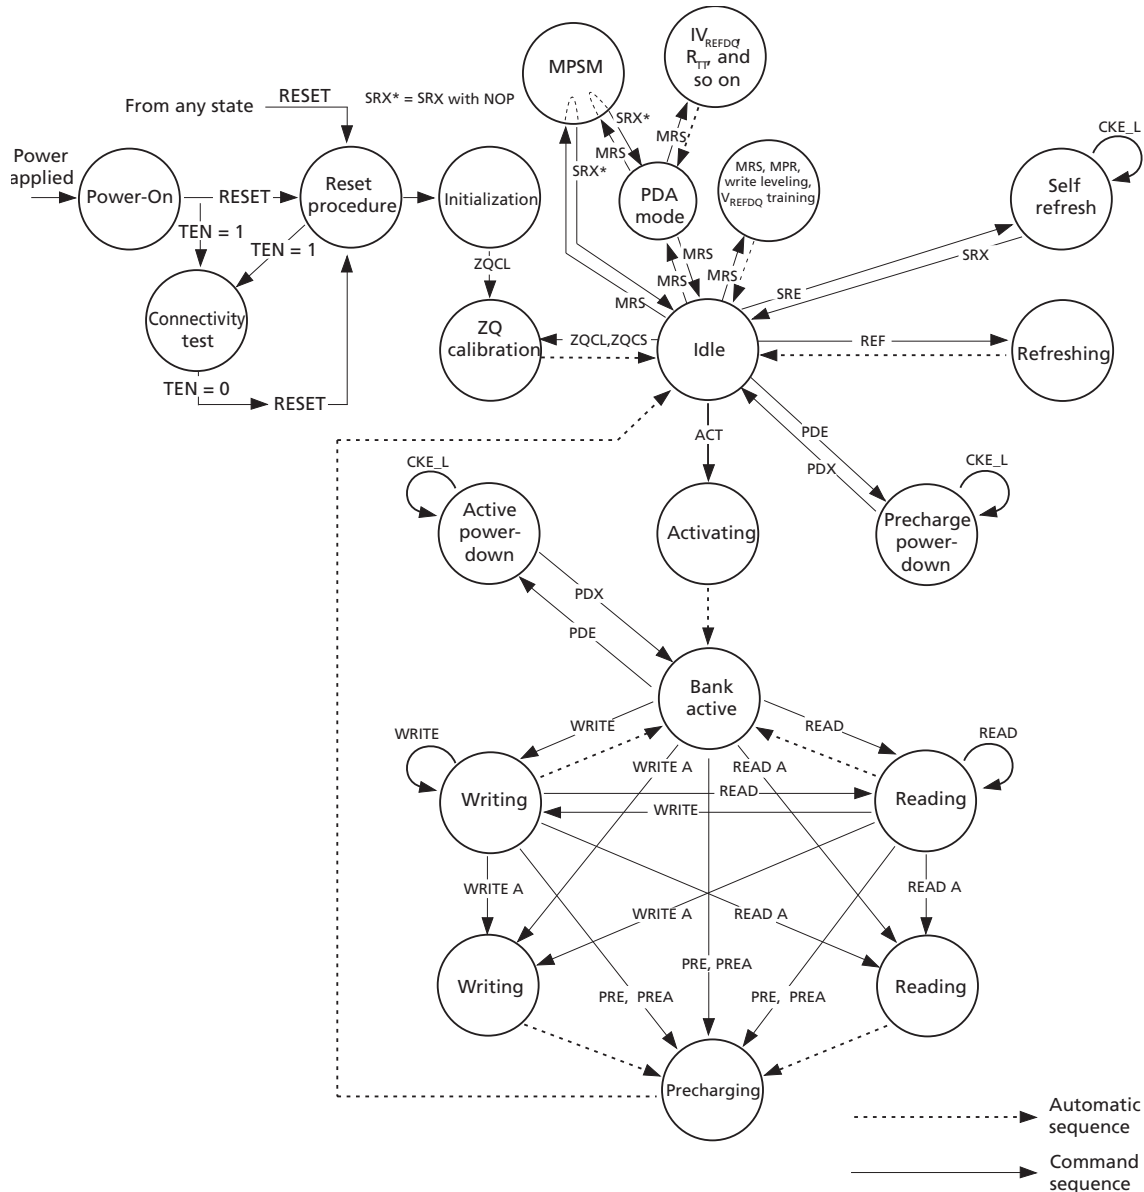 MPSM
IV_REFDQ,
R_TT, and
so on
From any state
RESET
SRX* = SRX with NOP
SRX*
MRS
MRS
CKE_L
Power
applied
Power-On
RESET
Reset
procedure
Initialization
SRX*
PDA
mode
MRS, MPR,
write leveling,
V_REFDQ training
Self
refresh
TEN = 1
TEN = 1
ZQCL
MRS
MRS
MRS
MRS
SRE
SRX
Connectivity
test
ZQ
calibration
ZQCL,ZQCS
Idle
REF
Refreshing
TEN = 0
RESET
ACT
PDE
PDX
CKE_L
CKE_L
Active
power-
down
Activating
Precharge
power-
down
PDX
PDE
Bank
active
WRITE
READ
WRITE
READ
WRITE A
READ A
Writing
READ
WRITE
Reading
WRITE A
READ A
WRITE A
READ A
PRE, PREA
Writing
Reading
PRE, PREA
PRE, PREA
Precharging
Automatic
sequence
Command
sequence